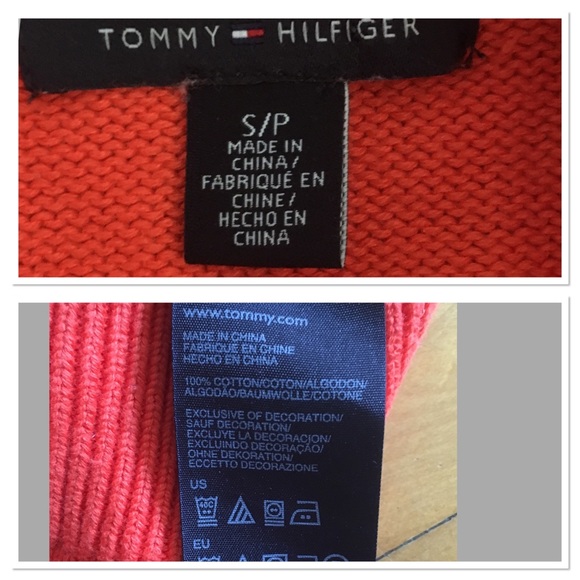 TOMMY HILFIGER
S/P
MADE IN
CHINA/
FABRIQUÉ EN
CHINE/
HECHO EN
CHINA
www.tommy.com
MADE IN CHINA
FABRIQUE EN CHINE
HECHO EN CHINA
100% COTTON/COTON/ALGODON/
ALGODÃO/BAUMWOLLE/COTONE
EXCLUSIVE OF DECORATION/
SAUF DECORATION/
EXCLUYE LA DECORACION/
EXCLUINDO DECORAÇÃO/
OHNE DEKORATION/
ECCETTO DECORAZIONE
US
40C
EU